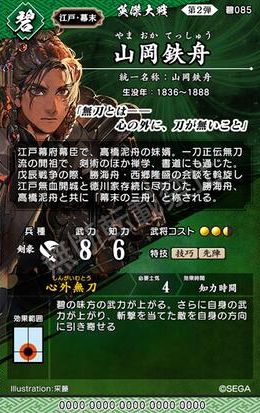 碧
江戸・幕末
英傑大戦
第2弾
碧085
やまおかてっしゅう
山岡鉄舟
統一名称：山岡鉄舟
生没年：1836～1888
「無刀とは――
心の外に、刀が無いこと」
江戸幕府幕臣で、高橋泥舟の妹婿。一刀正伝無刀
流の開祖で、剣術のほか禅学、書道にも通じた。
戊辰戦争の際、勝海舟・西郷隆盛の会談を斡旋し
江戸無血開城と徳川家存続に尽力した。勝海舟、
高橋泥舟と共に「幕末の三舟」と称される。
兵種 武力 知力 武将コスト
剣豪 8 6 特技 技巧 先陣
しんがいむとう
心外無刀
必要士気 4
効果時間 知力時間
効果範囲
碧の味方の武力が上がる。さらに自身の武
力が上がり、斬撃を当てた敵を自身の方向
に引き寄せる
Illustration:采藤
©SEGA
0000-0000-0000-0000-0000